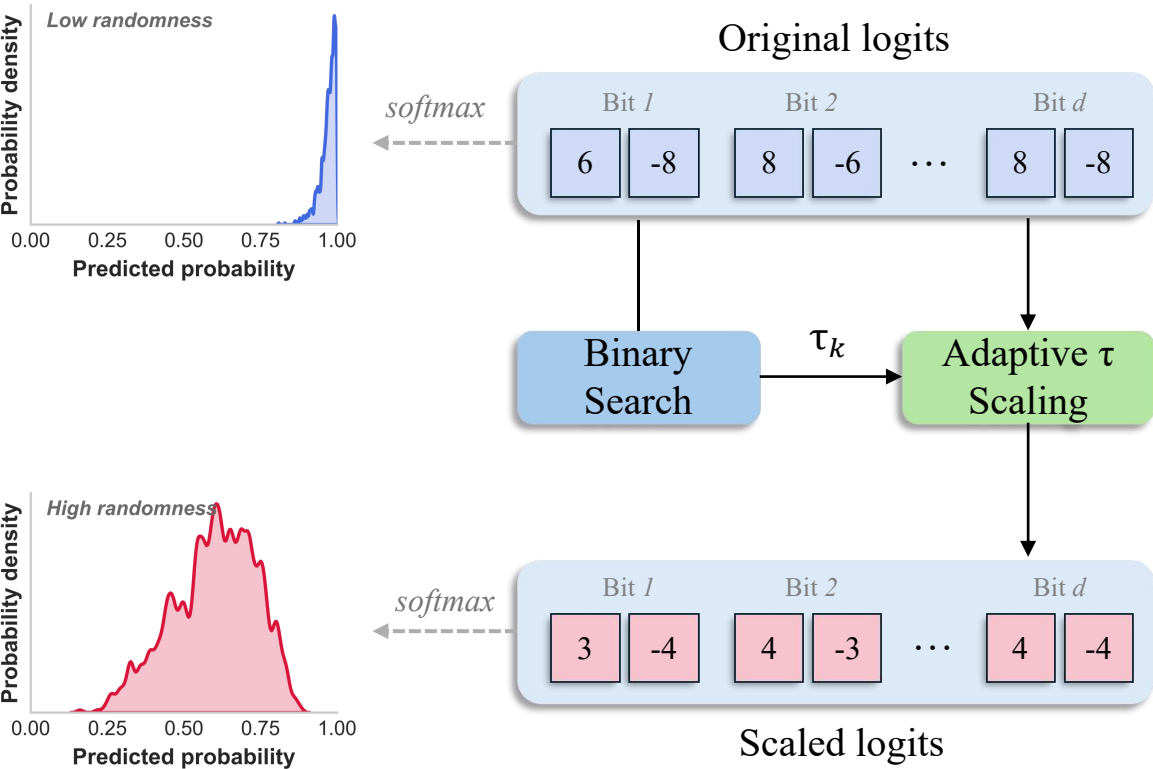 Low randomness
Probability density
0.00 0.25 0.50 0.75 1.00
Predicted probability
softmax
Original logits
Bit 1 Bit 2 Bit d
6 -8 8 -6 ... 8 -8
Binary
Search
τk
Adaptive τ
Scaling
High randomness
Probability density
0.00 0.25 0.50 0.75 1.00
Predicted probability
softmax
Bit 1 Bit 2 Bit d
3 -4 4 -3 ... 4 -4
Scaled logits